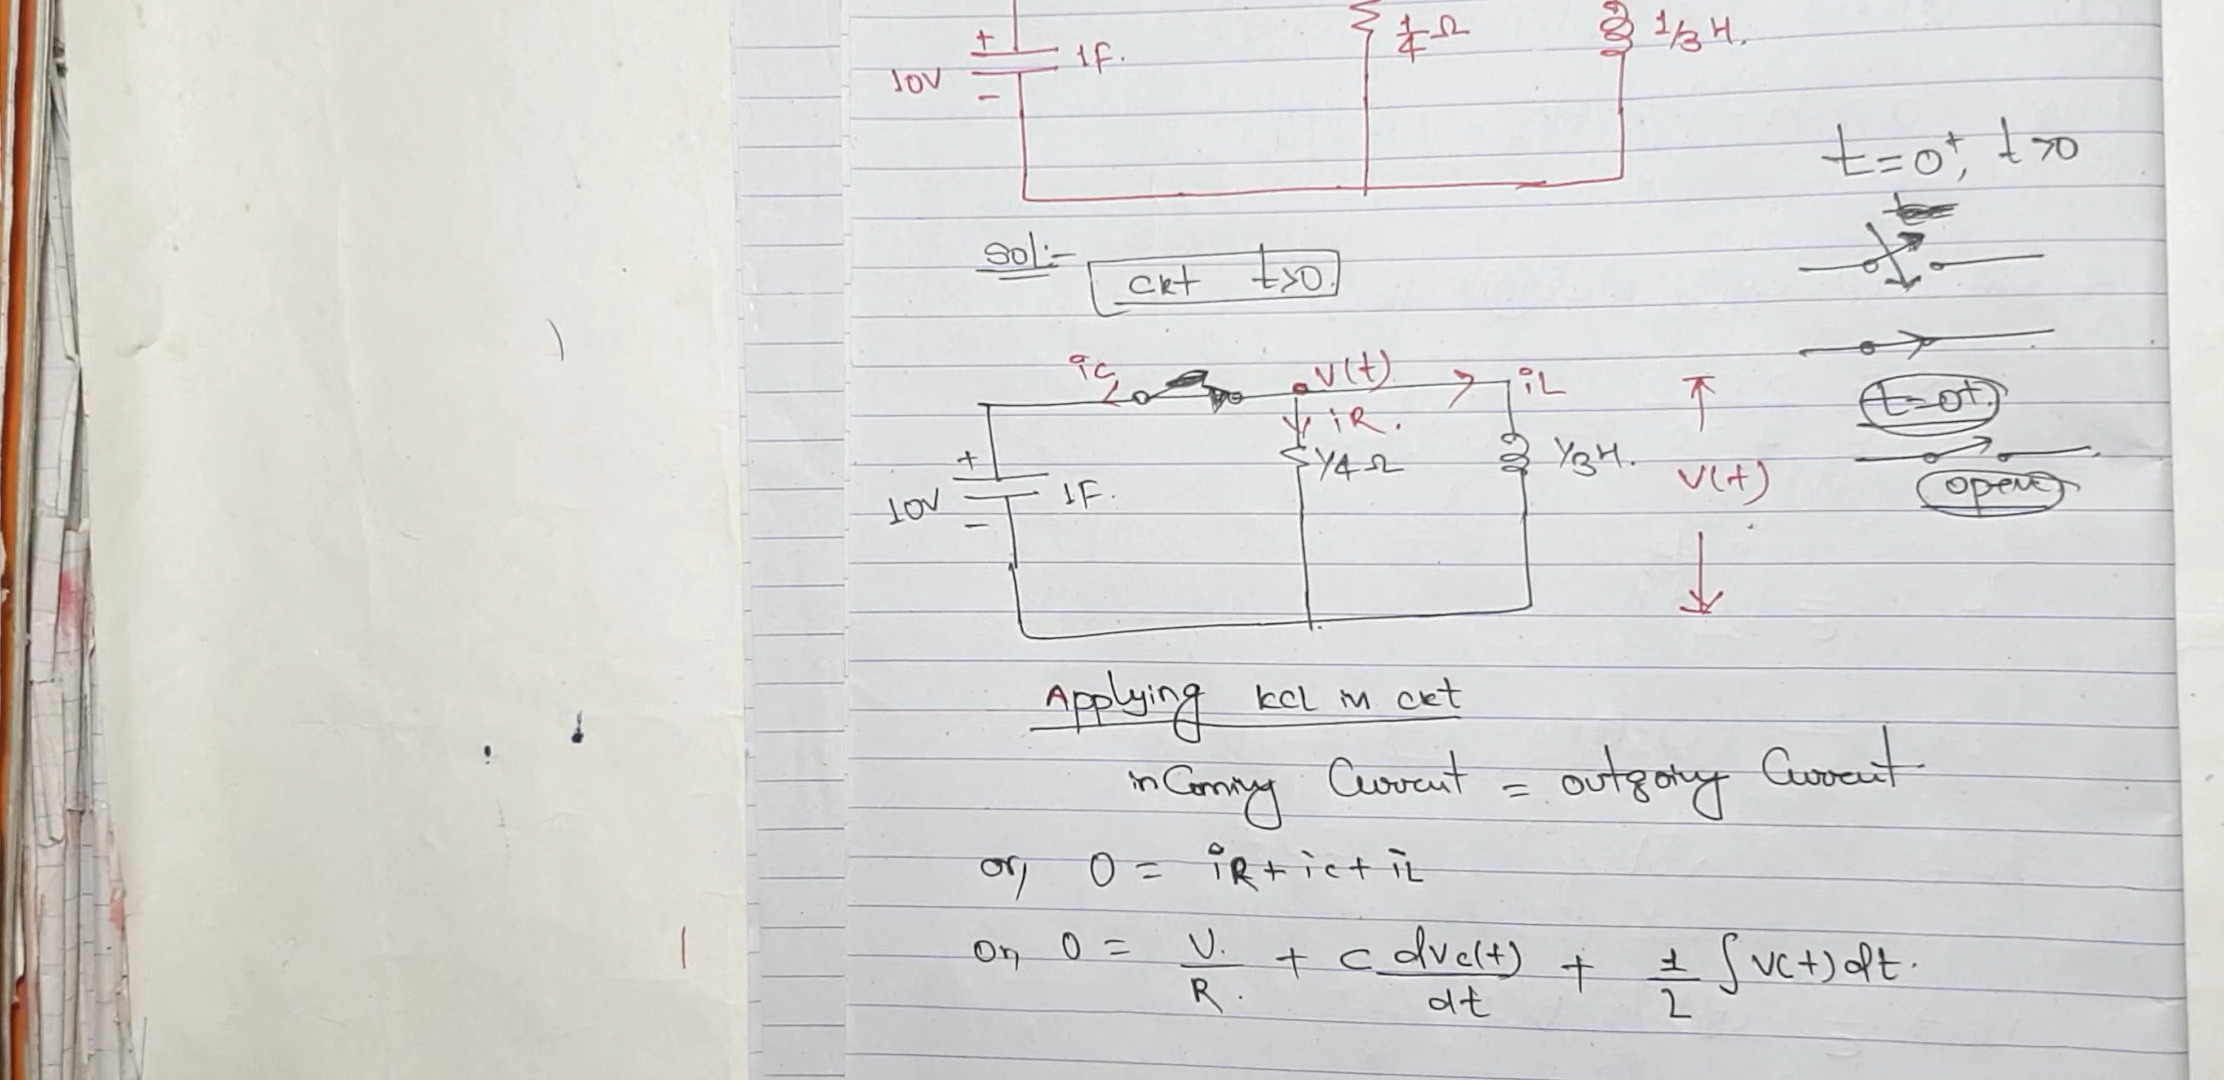 + 1F. 1/4 Ω 1/3 H.
10V
-
t=0⁺, t>0
Sol:-
ckt t>0
ic v(t) iL
iR.
t=0+
+ 1/4 Ω 1/3 H. v(t)
10V 1F. open
-
Applying KCL in ckt
incoming Current = outgoing Current
or, 0 = iR + ic + iL
or, 0 = V./R. + C dvc(t)/dt + 1/2 ∫ v(t) dt.